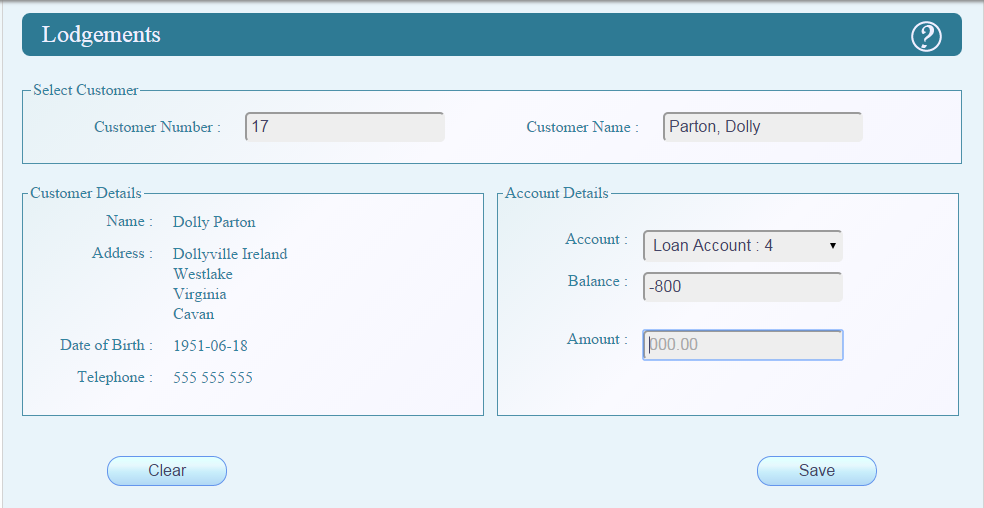 Lodgements ?
Select Customer
Customer Number : 17 Customer Name : Parton, Dolly
Customer Details
Name : Dolly Parton
Address : Dollyville Ireland
Westlake
Virginia
Cavan
Date of Birth : 1951-06-18
Telephone : 555 555 555
Account Details
Account : Loan Account : 4
Balance : -800
Amount : 000.00
Clear Save